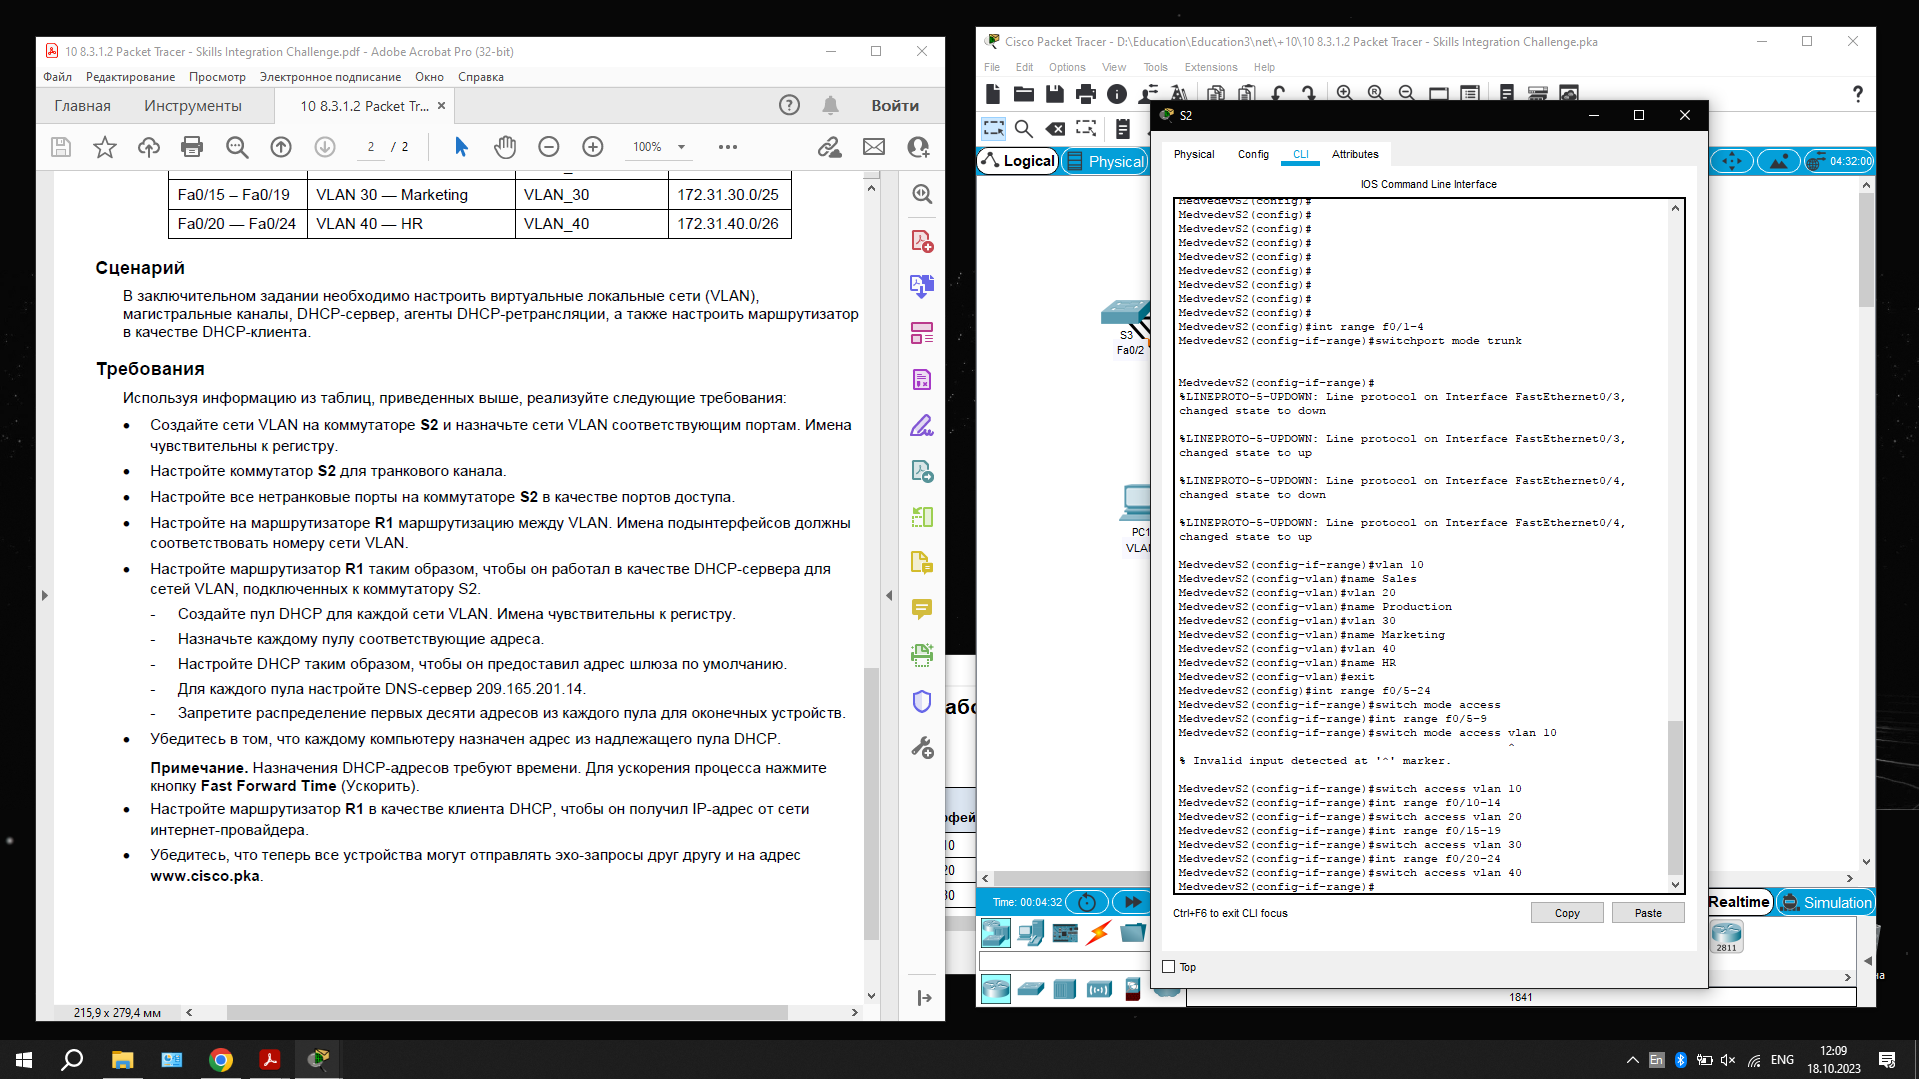 10 8.3.1.2 Packet Tracer - Skills Integration Challenge.pdf - Adobe Acrobat Pro (32-bit)
Файл Редактирование Просмотр Электронное подписание Окно Справка
Главная Инструменты 10 8.3.1.2 Packet Tr... × Войти
2 / 2 100%
Fa0/15 – Fa0/19 VLAN 30 — Marketing VLAN_30 172.31.30.0/25
Fa0/20 — Fa0/24 VLAN 40 — HR VLAN_40 172.31.40.0/26
Сценарий
В заключительном задании необходимо настроить виртуальные локальные сети (VLAN),
магистральные каналы, DHCP-сервер, агенты DHCP-ретрансляции, а также настроить маршрутизатор
в качестве DHCP-клиента.
Требования
Используя информацию из таблиц, приведенных выше, реализуйте следующие требования:
• Создайте сети VLAN на коммутаторе S2 и назначьте сети VLAN соответствующим портам. Имена
чувствительны к регистру.
• Настройте коммутатор S2 для транкового канала.
• Настройте все нетранковые порты на коммутаторе S2 в качестве портов доступа.
• Настройте на маршрутизаторе R1 маршрутизацию между VLAN. Имена подынтерфейсов должны
соответствовать номеру сети VLAN.
• Настройте маршрутизатор R1 таким образом, чтобы он работал в качестве DHCP-сервера для
сетей VLAN, подключенных к коммутатору S2.
- Создайте пул DHCP для каждой сети VLAN. Имена чувствительны к регистру.
- Назначьте каждому пулу соответствующие адреса.
- Настройте DHCP таким образом, чтобы он предоставил адрес шлюза по умолчанию.
- Для каждого пула настройте DNS-сервер 209.165.201.14.
- Запретите распределение первых десяти адресов из каждого пула для оконечных устройств.
• Убедитесь в том, что каждому компьютеру назначен адрес из надлежащего пула DHCP.
Примечание. Назначения DHCP-адресов требуют времени. Для ускорения процесса нажмите
кнопку Fast Forward Time (Ускорить).
• Настройте маршрутизатор R1 в качестве клиента DHCP, чтобы он получил IP-адрес от сети
интернет-провайдера.
• Убедитесь, что теперь все устройства могут отправлять эхо-запросы друг другу и на адрес
www.cisco.pka.
215,9 x 279,4 мм
або
фей
10
20
30
Cisco Packet Tracer - D:\Education\Education3\net\+10\10 8.3.1.2 Packet Tracer - Skills Integration Challenge.pka
File Edit Options View Tools Extensions Help
Logical Physical 04:32:00
S3
Fa0/2
PC1
VLAN
Time: 00:04:32 Realtime Simulation
2811
1841
на
S2
Physical Config CLI Attributes
IOS Command Line Interface
MedvedevS2(config)#
MedvedevS2(config)#
MedvedevS2(config)#
MedvedevS2(config)#
MedvedevS2(config)#
MedvedevS2(config)#
MedvedevS2(config)#
MedvedevS2(config)#
MedvedevS2(config)#
MedvedevS2(config)#int range f0/1-4
MedvedevS2(config-if-range)#switchport mode trunk
MedvedevS2(config-if-range)#
%LINEPROTO-5-UPDOWN: Line protocol on Interface FastEthernet0/3,
changed state to down
%LINEPROTO-5-UPDOWN: Line protocol on Interface FastEthernet0/3,
changed state to up
%LINEPROTO-5-UPDOWN: Line protocol on Interface FastEthernet0/4,
changed state to down
%LINEPROTO-5-UPDOWN: Line protocol on Interface FastEthernet0/4,
changed state to up
MedvedevS2(config-if-range)#vlan 10
MedvedevS2(config-vlan)#name Sales
MedvedevS2(config-vlan)#vlan 20
MedvedevS2(config-vlan)#name Production
MedvedevS2(config-vlan)#vlan 30
MedvedevS2(config-vlan)#name Marketing
MedvedevS2(config-vlan)#vlan 40
MedvedevS2(config-vlan)#name HR
MedvedevS2(config-vlan)#exit
MedvedevS2(config)#int range f0/5-24
MedvedevS2(config-if-range)#switch mode access
MedvedevS2(config-if-range)#int range f0/5-9
MedvedevS2(config-if-range)#switch mode access vlan 10
^
% Invalid input detected at '^' marker.
MedvedevS2(config-if-range)#switch access vlan 10
MedvedevS2(config-if-range)#int range f0/10-14
MedvedevS2(config-if-range)#switch access vlan 20
MedvedevS2(config-if-range)#int range f0/15-19
MedvedevS2(config-if-range)#switch access vlan 30
MedvedevS2(config-if-range)#int range f0/20-24
MedvedevS2(config-if-range)#switch access vlan 40
MedvedevS2(config-if-range)#
Ctrl+F6 to exit CLI focus Copy Paste
Top
En ENG 12:09
18.10.2023